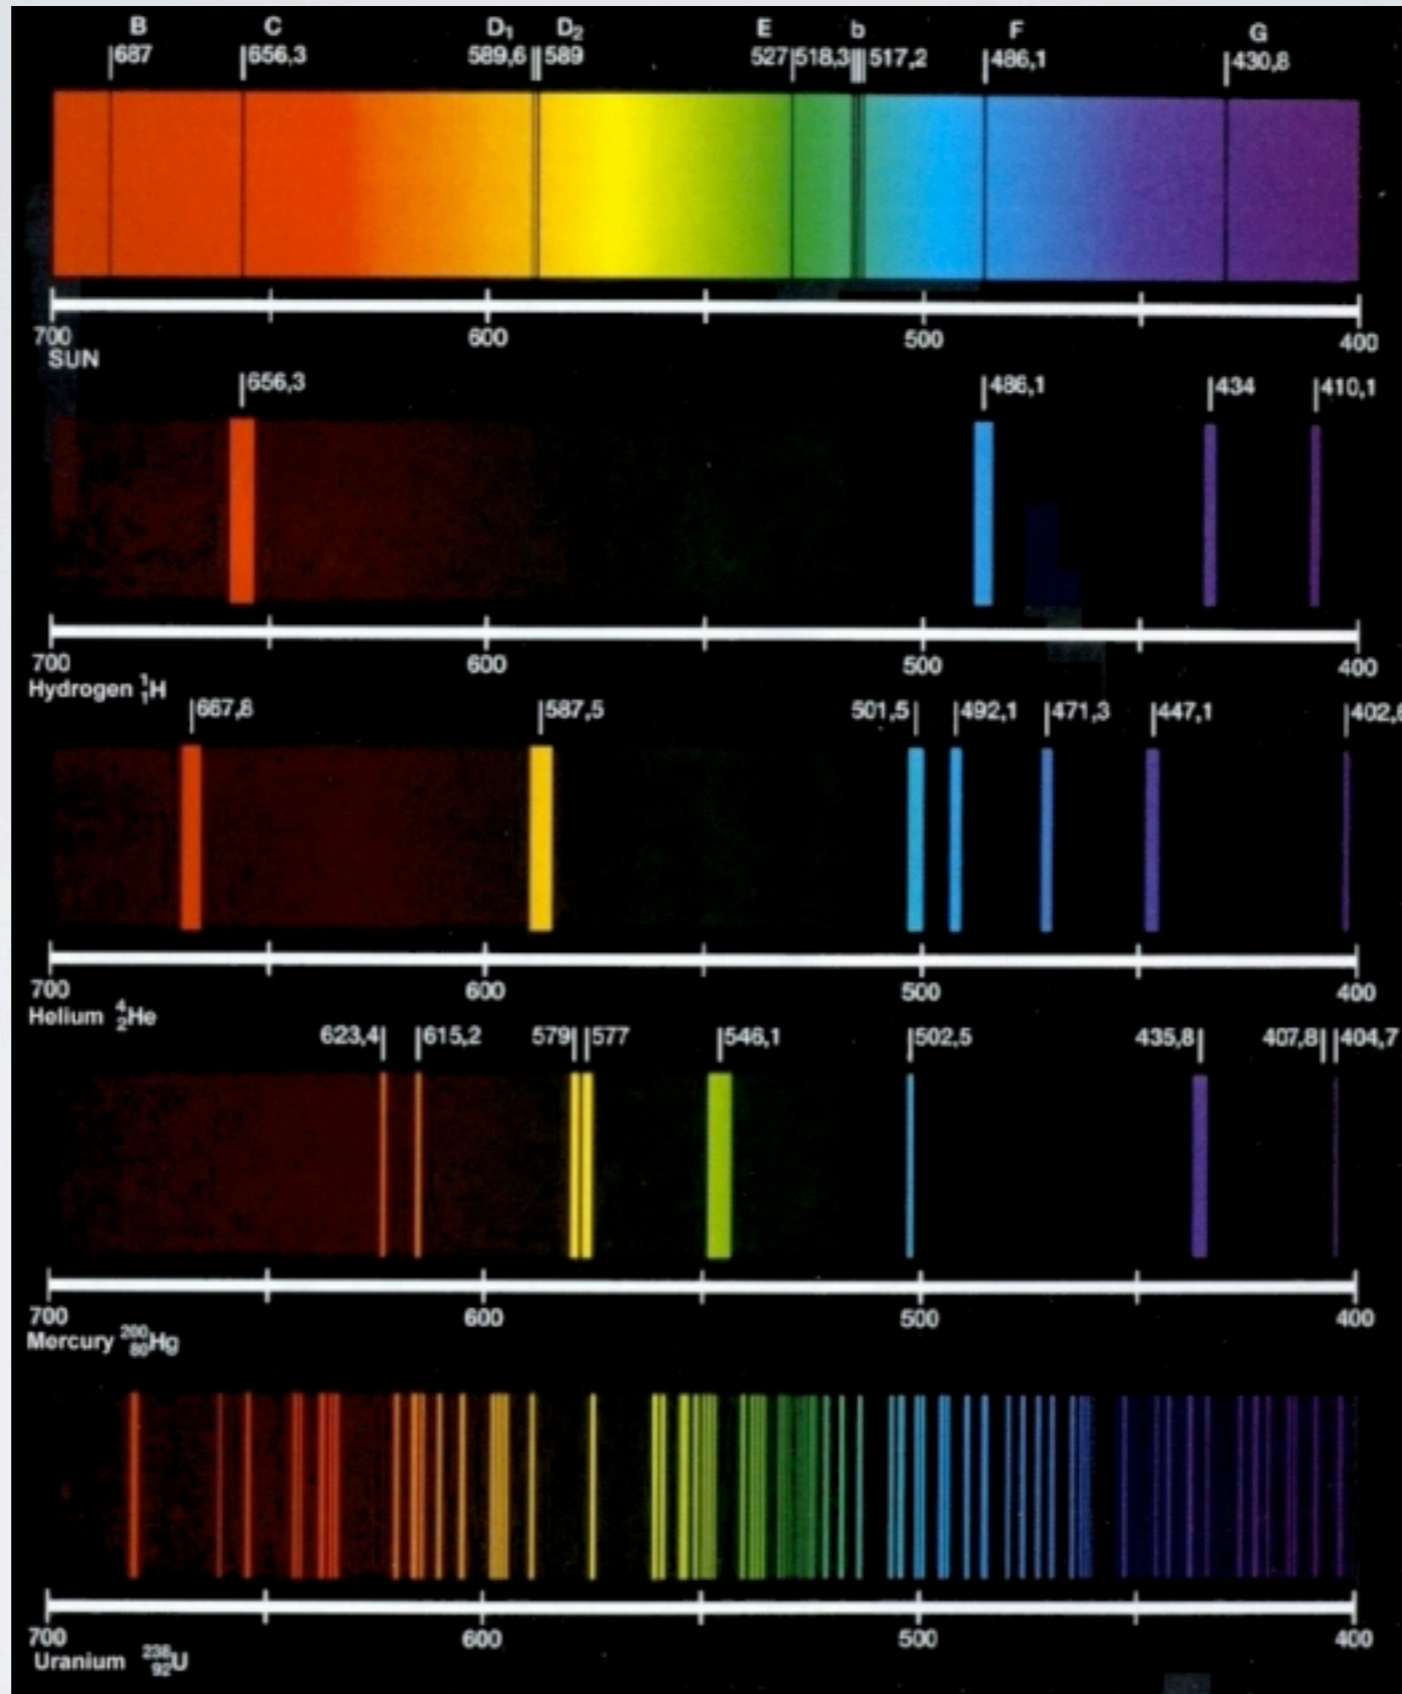 B C D₁ D₂ E b F G
687 656,3 589,6 589 527 518,3 517,2 486,1 430,8
700 600 500 400
SUN
656,3 486,1 434 410,1
700 600 500 400
Hydrogen ¹₁H
667,8 587,5 501,5 492,1 471,3 447,1 402,6
700 600 500 400
Helium ⁴₂He
623,4 615,2 579 577 546,1 502,5 435,8 407,8 404,7
700 600 500 400
Mercury ²⁰⁰₈₀Hg
700 600 500 400
Uranium ²³⁸₉₂U